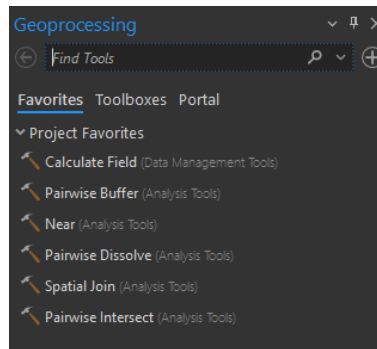 Geoprocessing
Find Tools
Favorites Toolboxes Portal
Project Favorites
Calculate Field (Data Management Tools)
Pairwise Buffer (Analysis Tools)
Near (Analysis Tools)
Pairwise Dissolve (Analysis Tools)
Spatial Join (Analysis Tools)
Pairwise Intersect (Analysis Tools)